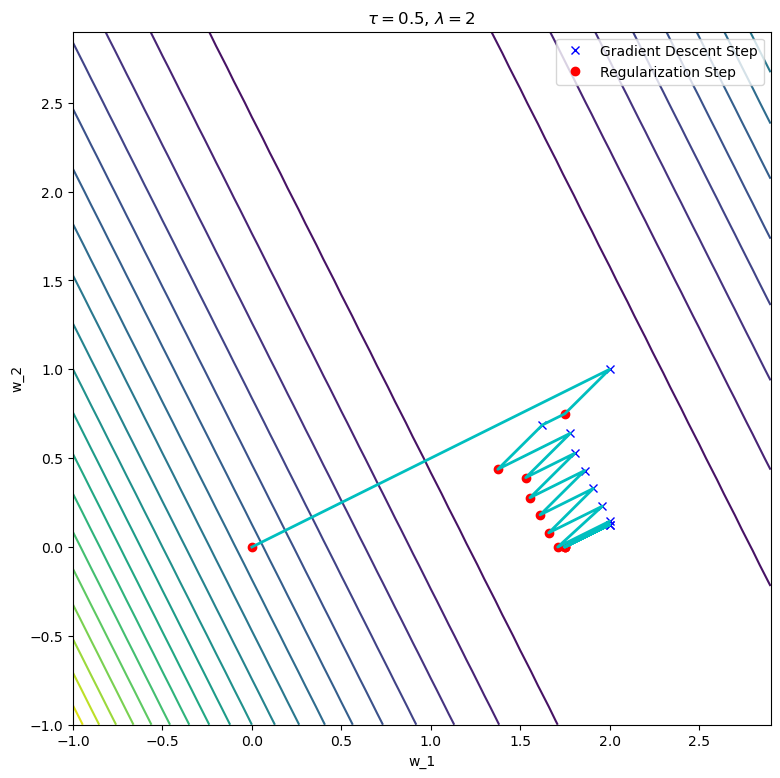 τ = 0.5, λ = 2
Gradient Descent Step
Regularization Step
w_2
2.5
2.0
1.5
1.0
0.5
0.0
−0.5
−1.0
−1.0 −0.5 0.0 0.5 1.0 1.5 2.0 2.5
w_1